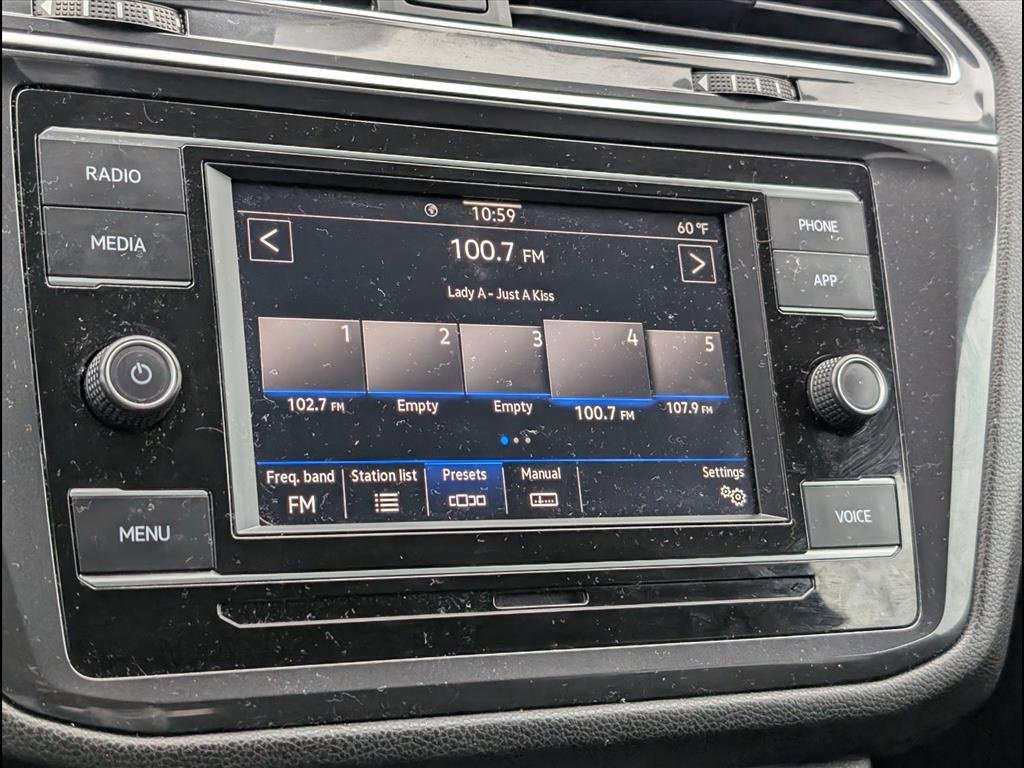 RADIO
MEDIA
MENU
10:59
60 °F
<
100.7 FM
>
Lady A - Just A Kiss
1
2
3
4
5
102.7 FM
Empty
Empty
100.7 FM
107.9 FM
Freq. band
FM
Station list
Presets
Manual
Settings
PHONE
APP
VOICE